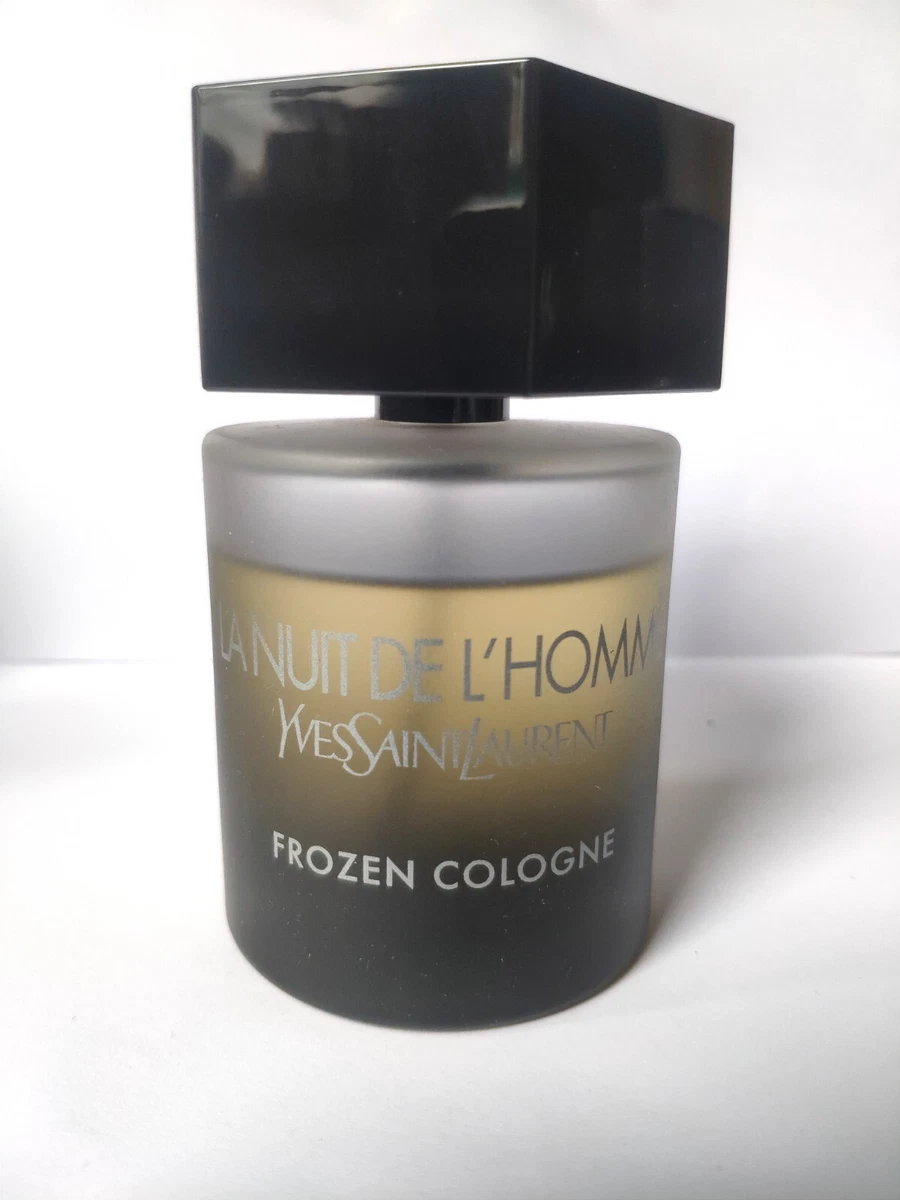 LA NUIT DE L'HOMM
YVESSAINTLAURENT
FROZEN COLOGNE